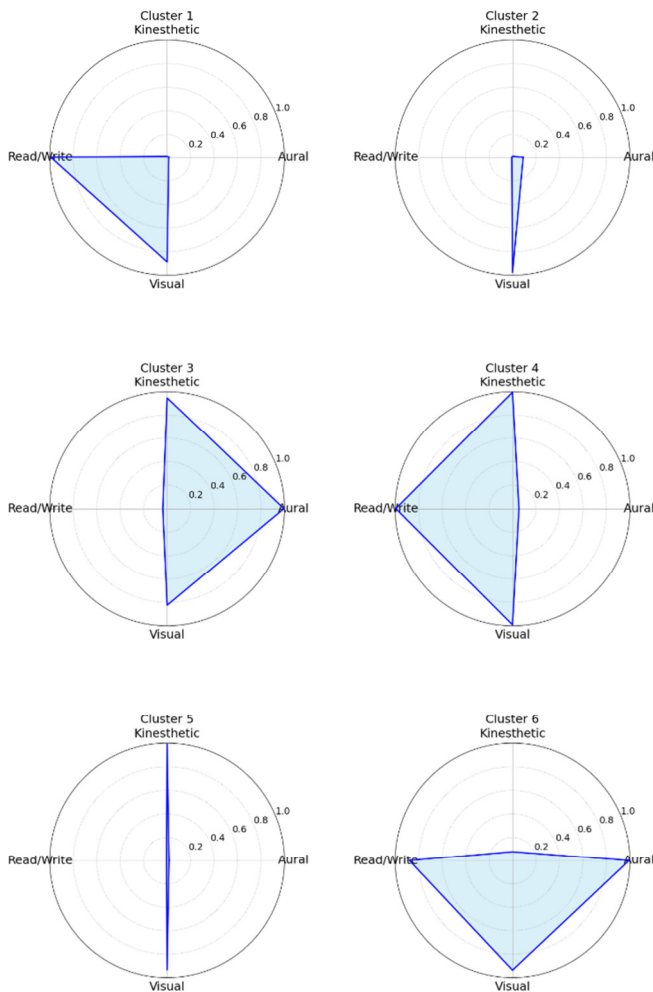 Cluster 1
Kinesthetic
1.0
0.8
0.6
0.4
0.2
Read/Write
Aural
Visual
Cluster 2
Kinesthetic
1.0
0.8
0.6
0.4
0.2
Read/Write
Aural
Visual
Cluster 3
Kinesthetic
1.0
0.8
0.6
0.4
0.2
Read/Write
Aural
Visual
Cluster 4
Kinesthetic
1.0
0.8
0.6
0.4
0.2
Read/Write
Aural
Visual
Cluster 5
Kinesthetic
1.0
0.8
0.6
0.4
0.2
Read/Write
Aural
Visual
Cluster 6
Kinesthetic
1.0
0.8
0.6
0.4
0.2
Read/Write
Aural
Visual